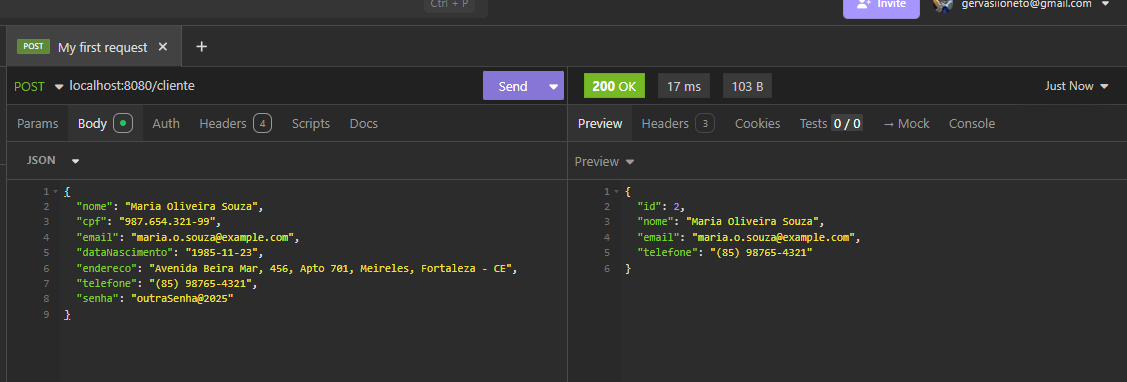 Ctrl + P
Invite
gervasiioneto@gmail.com
POST My first request
POST localhost:8080/cliente
Send
200 OK 17 ms 103 B
Just Now
Params Body Auth Headers 4 Scripts Docs
Preview Headers 3 Cookies Tests 0 / 0 → Mock Console
JSON
Preview
1 {
2 "nome": "Maria Oliveira Souza",
3 "cpf": "987.654.321-99",
4 "email": "maria.o.souza@example.com",
5 "dataNascimento": "1985-11-23",
6 "endereco": "Avenida Beira Mar, 456, Apto 701, Meireles, Fortaleza - CE",
7 "telefone": "(85) 98765-4321",
8 "senha": "outraSenha@2025"
9 }
1 {
2 "id": 2,
3 "nome": "Maria Oliveira Souza",
4 "email": "maria.o.souza@example.com",
5 "telefone": "(85) 98765-4321"
6 }